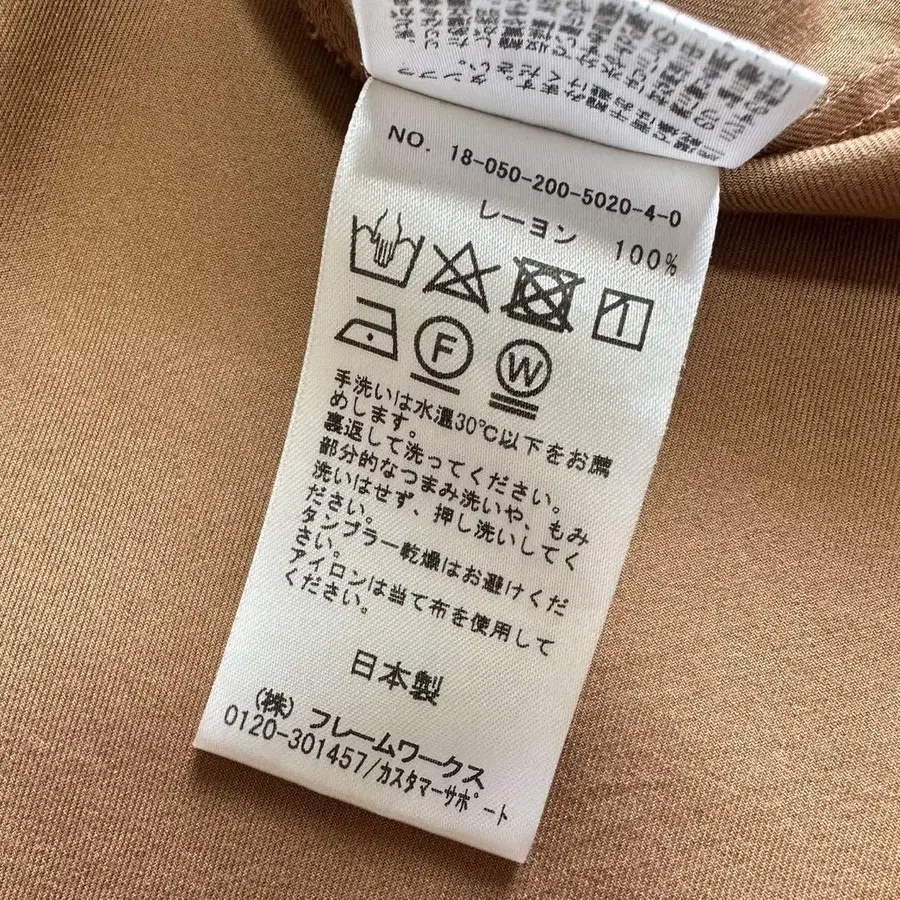 NO. 18-050-200-5020-4-0
レーヨン 100%
F
W
手洗いは水温30℃以下をお薦
めします。
裏返して洗ってください。
部分的なつまみ洗いや、もみ
洗いはせず、押し洗いしてく
ださい。
タンブラー乾燥はお避けくだ
さい。
アイロンは当て布を使用して
ください。
日本製
(株) フレームワークス
0120-301457/カスタマーサポート